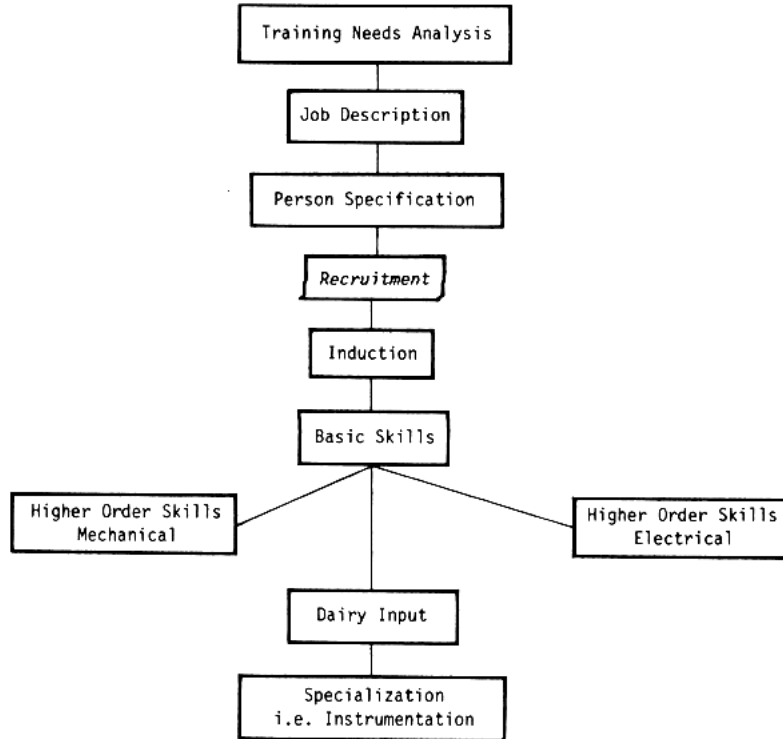 Training Needs Analysis
Job Description
Person Specification
Recruitment
Induction
Basic Skills
Higher Order Skills
Mechanical
Higher Order Skills
Electrical
Dairy Input
Specialization
i.e. Instrumentation